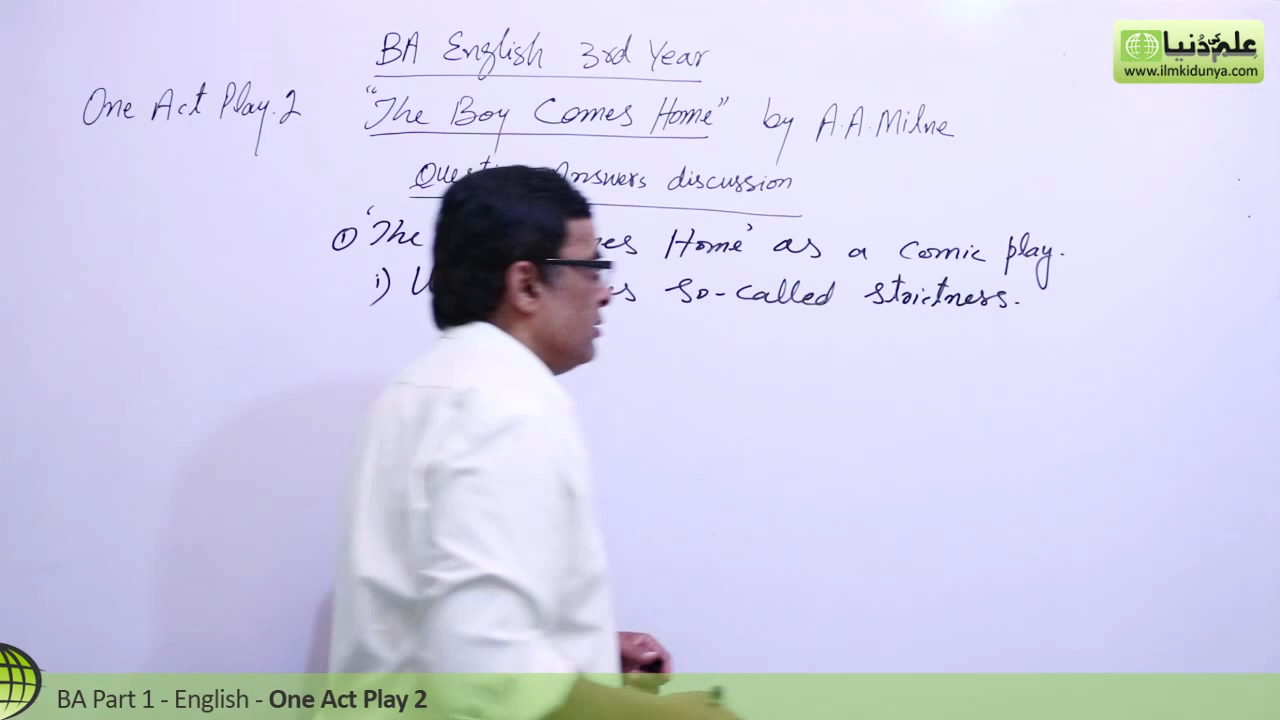 BA English 3rd Year
One Act Play.2 "The Boy Comes Home" by A.A.Milne
Answers discussion
① 'The Home' as a comic play.
i) so-called strictness.
علم کی دُنیا
www.ilmkidunya.com
BA Part 1 - English - One Act Play 2